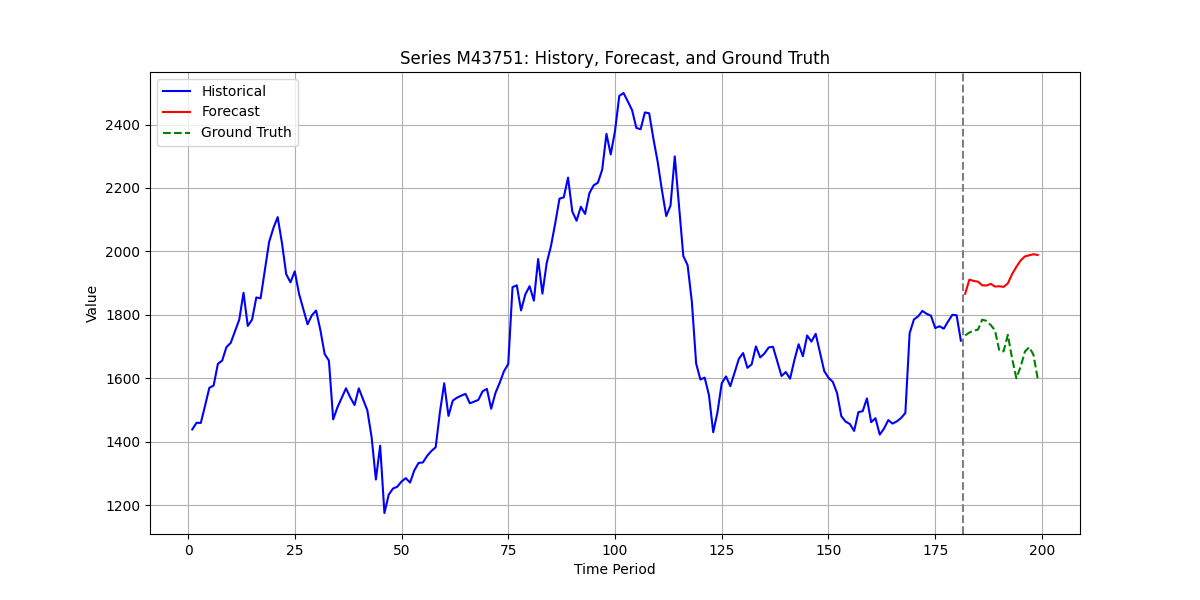 Series M43751: History, Forecast, and Ground Truth
Historical
Forecast
Ground Truth
2400
2200
2000
1800
1600
1400
1200
Value
0 25 50 75 100 125 150 175 200
Time Period